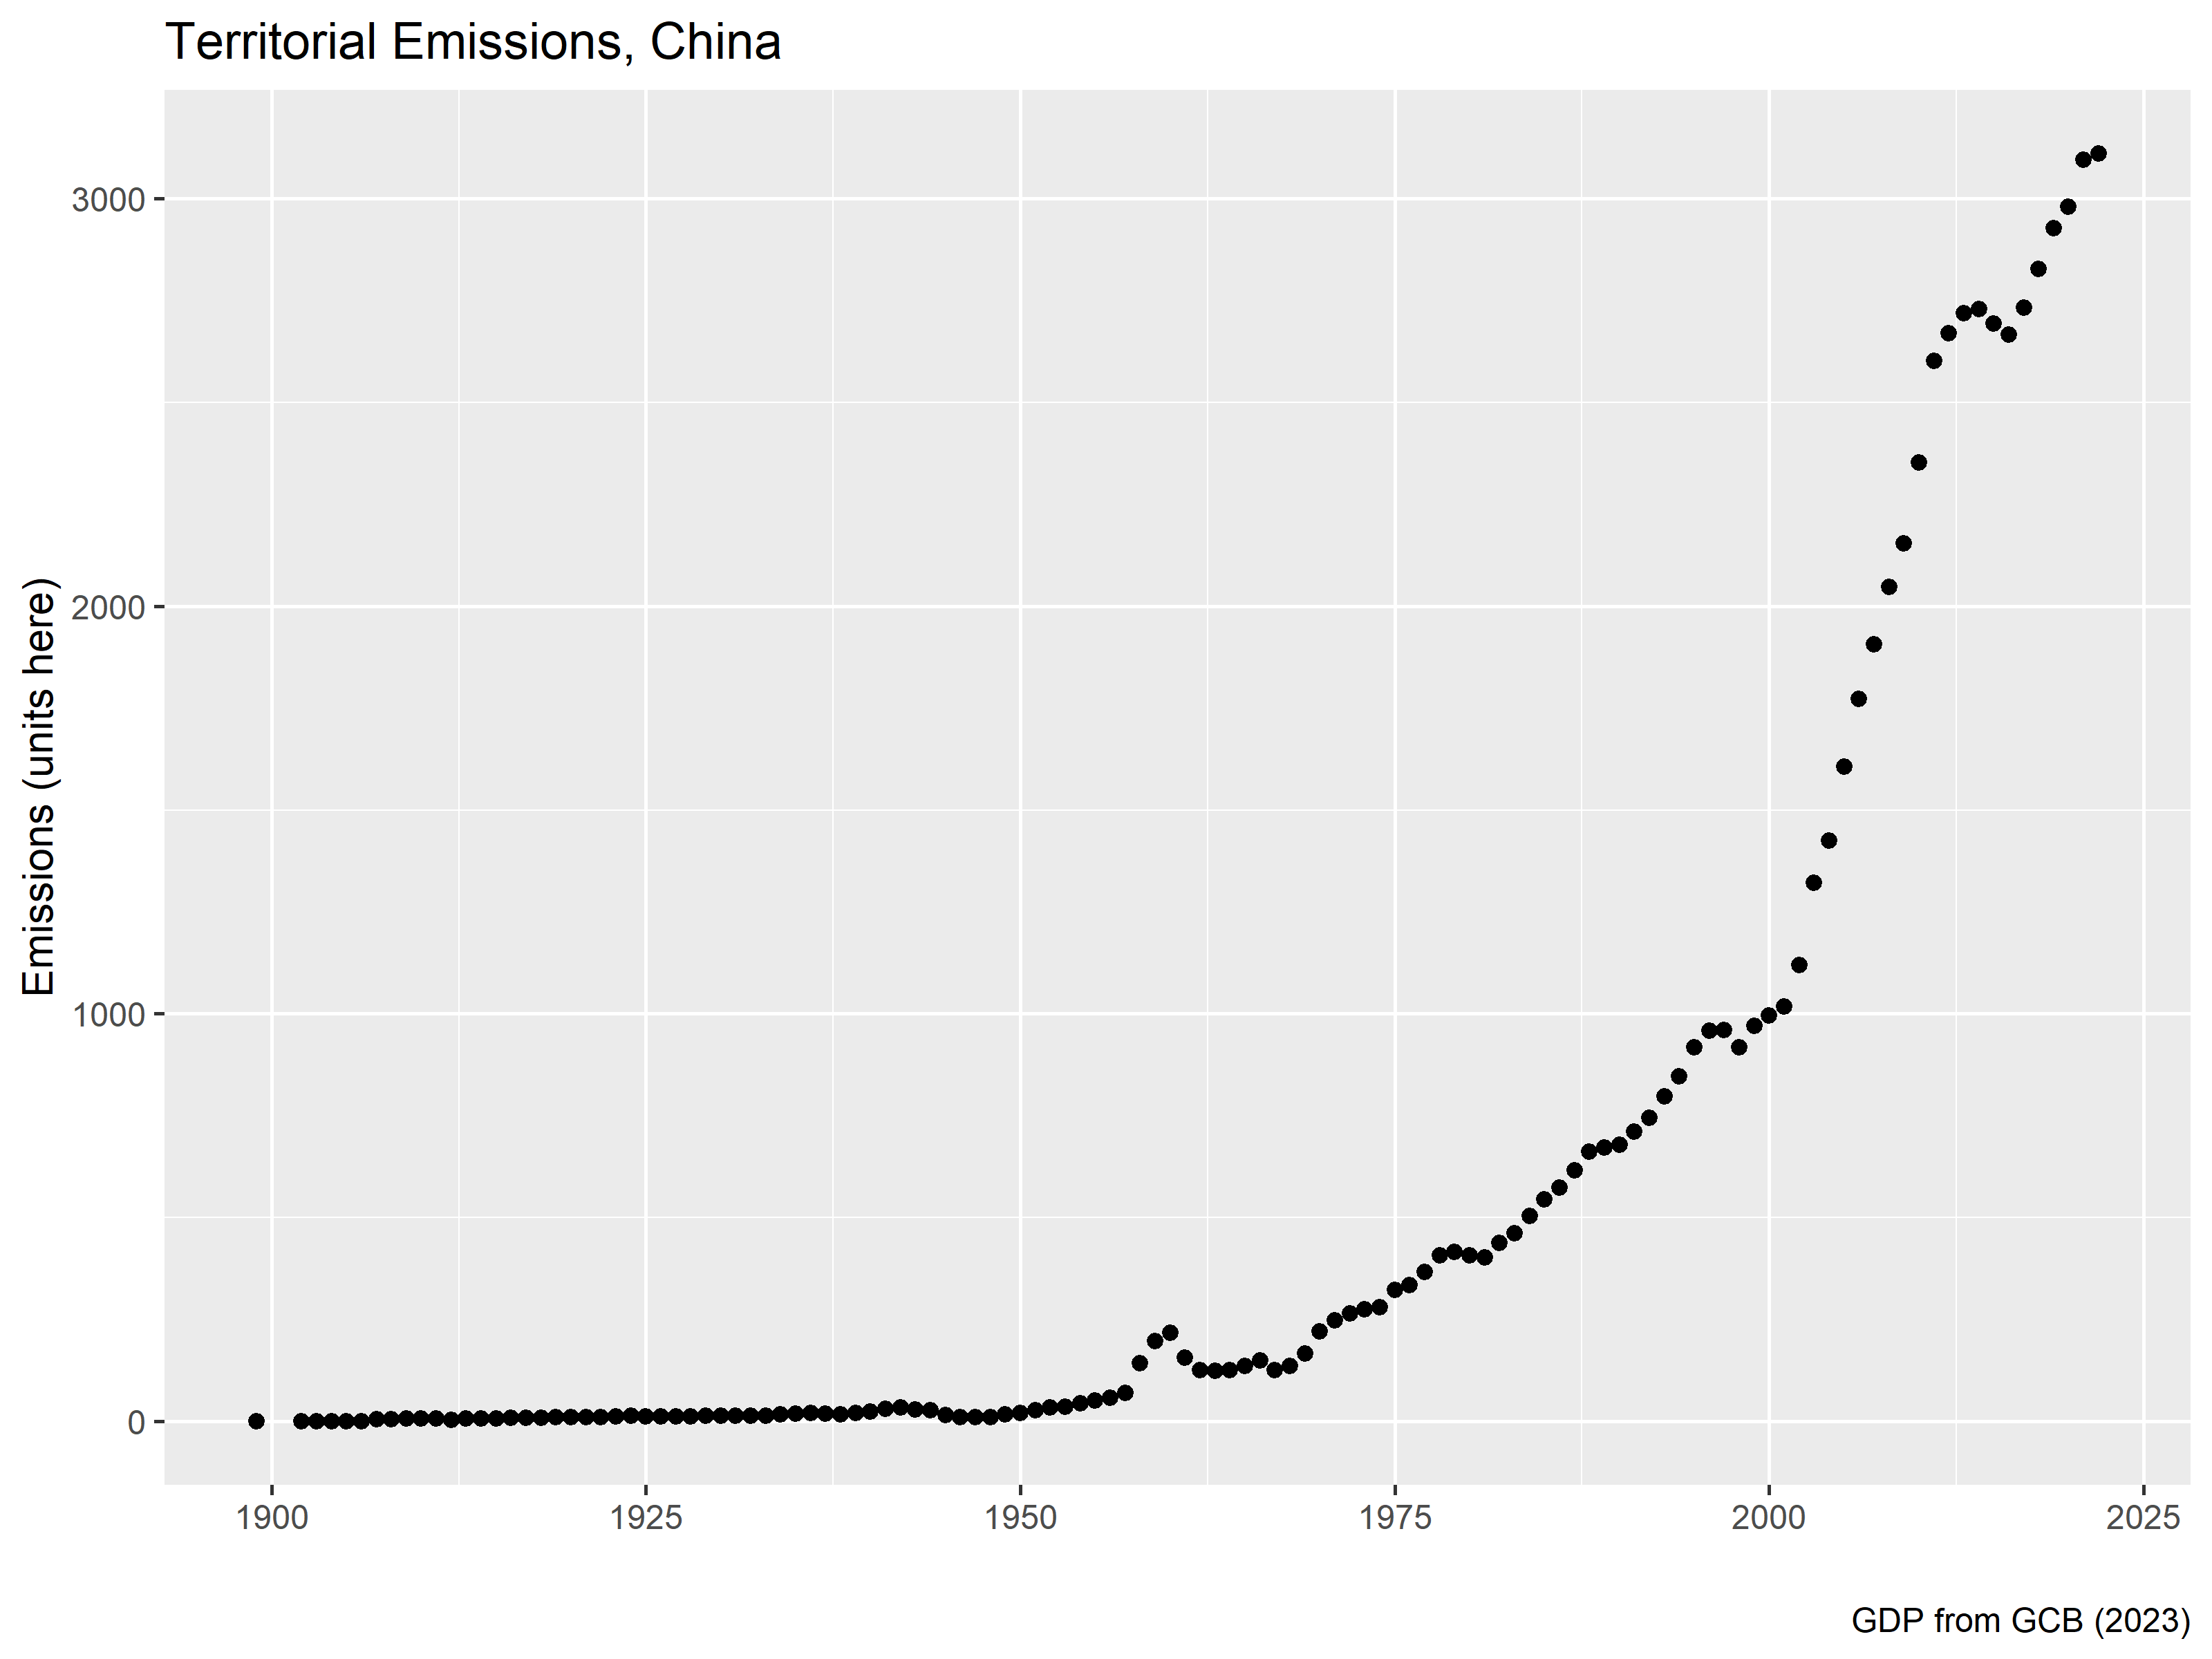 Territorial Emissions, China
Emissions (units here)
3000
2000
1000
0
1900 1925 1950 1975 2000 2025
GDP from GCB (2023)